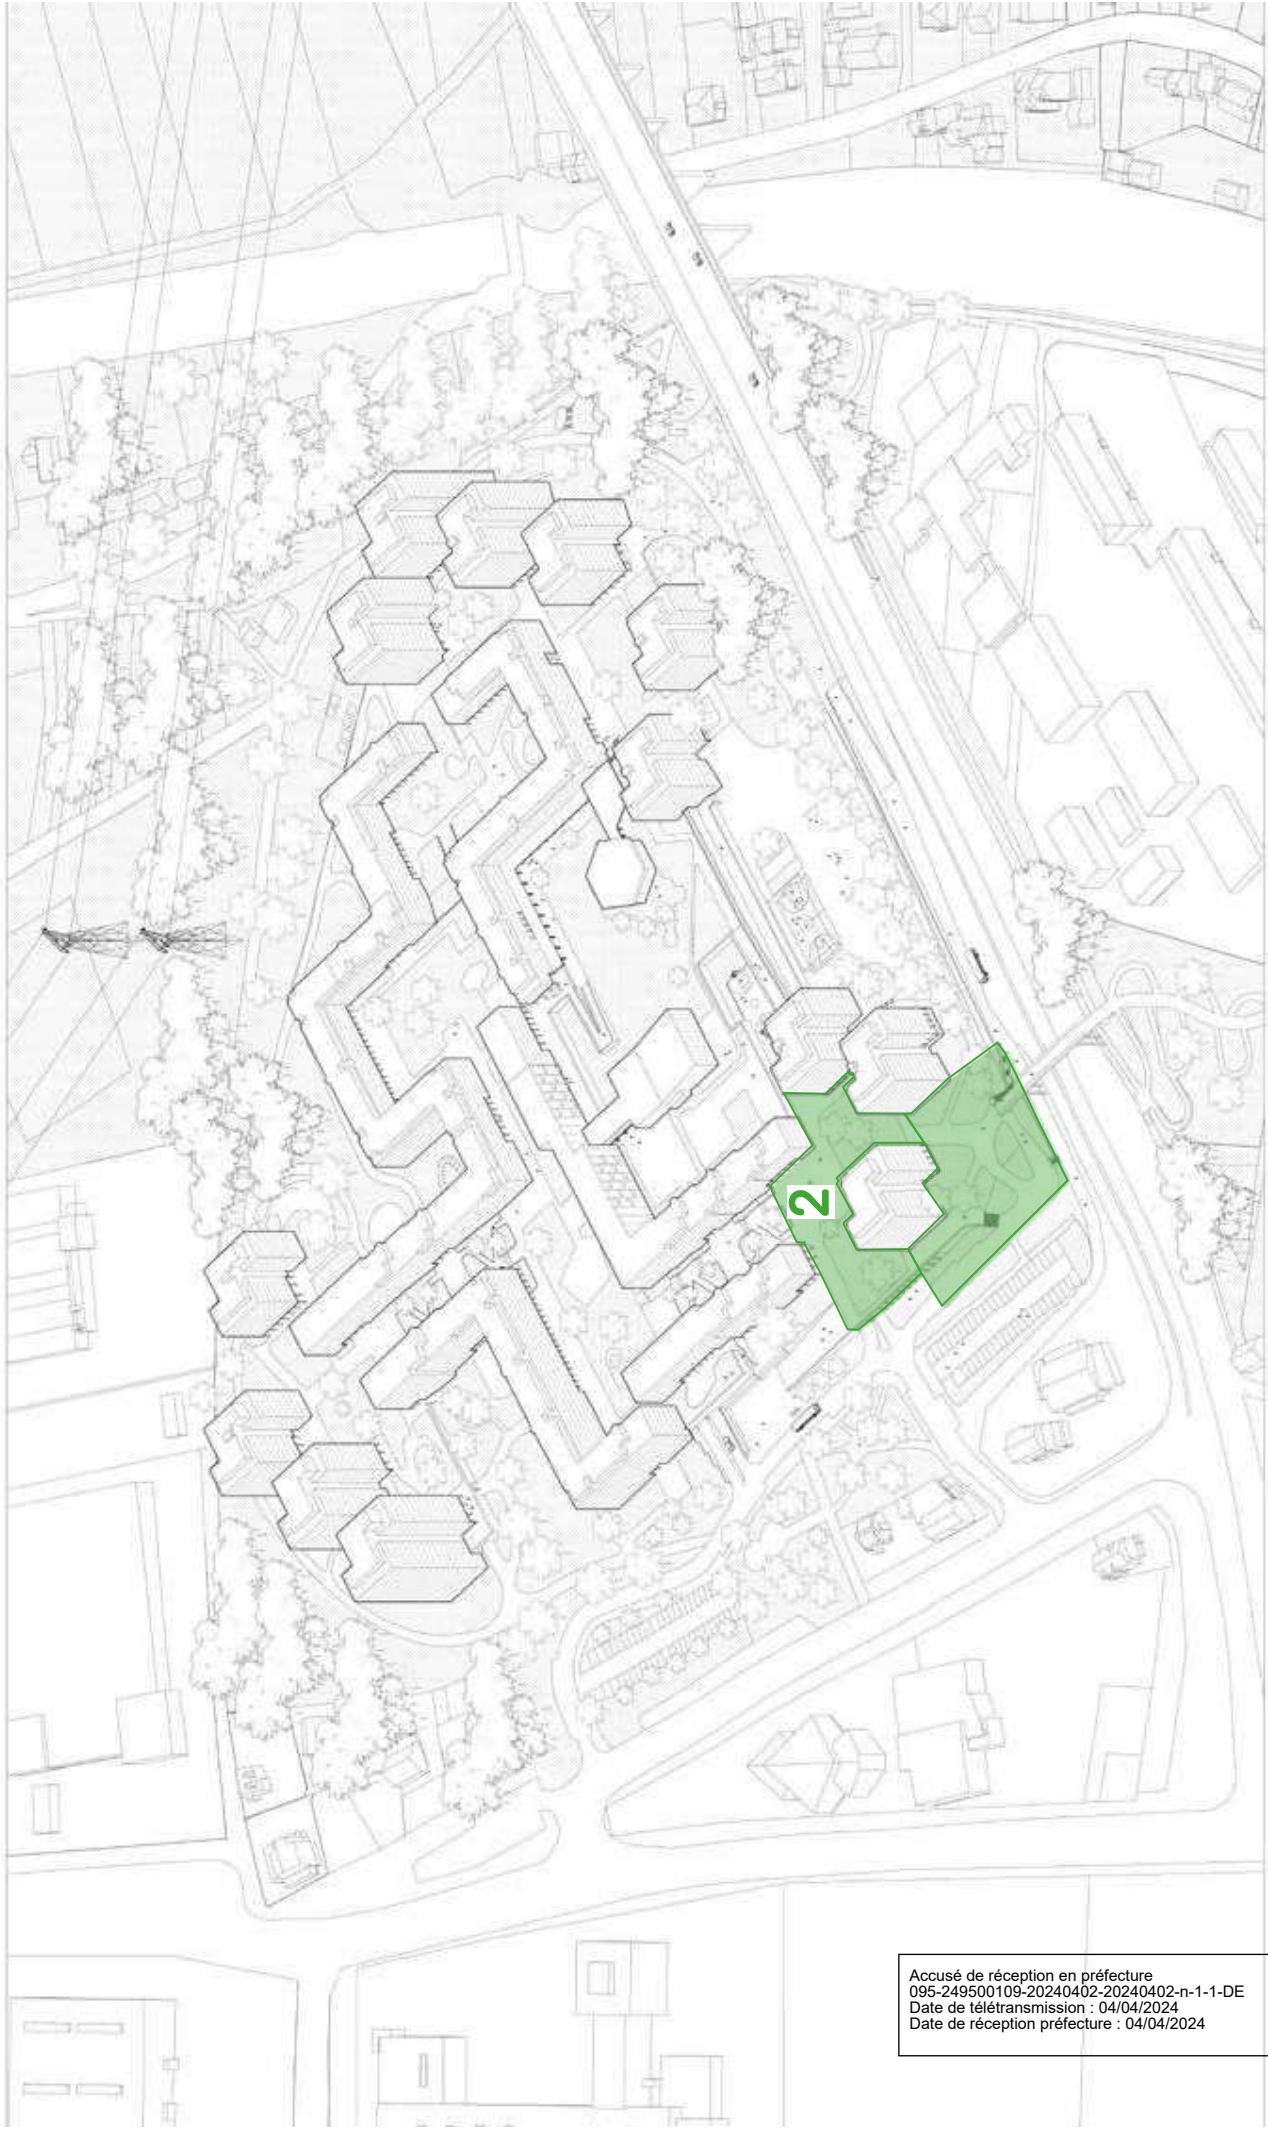 2
Accusé de réception en préfecture
095-249500109-20240402-20240402-n-1-1-DE
Date de télétransmission : 04/04/2024
Date de réception préfecture : 04/04/2024